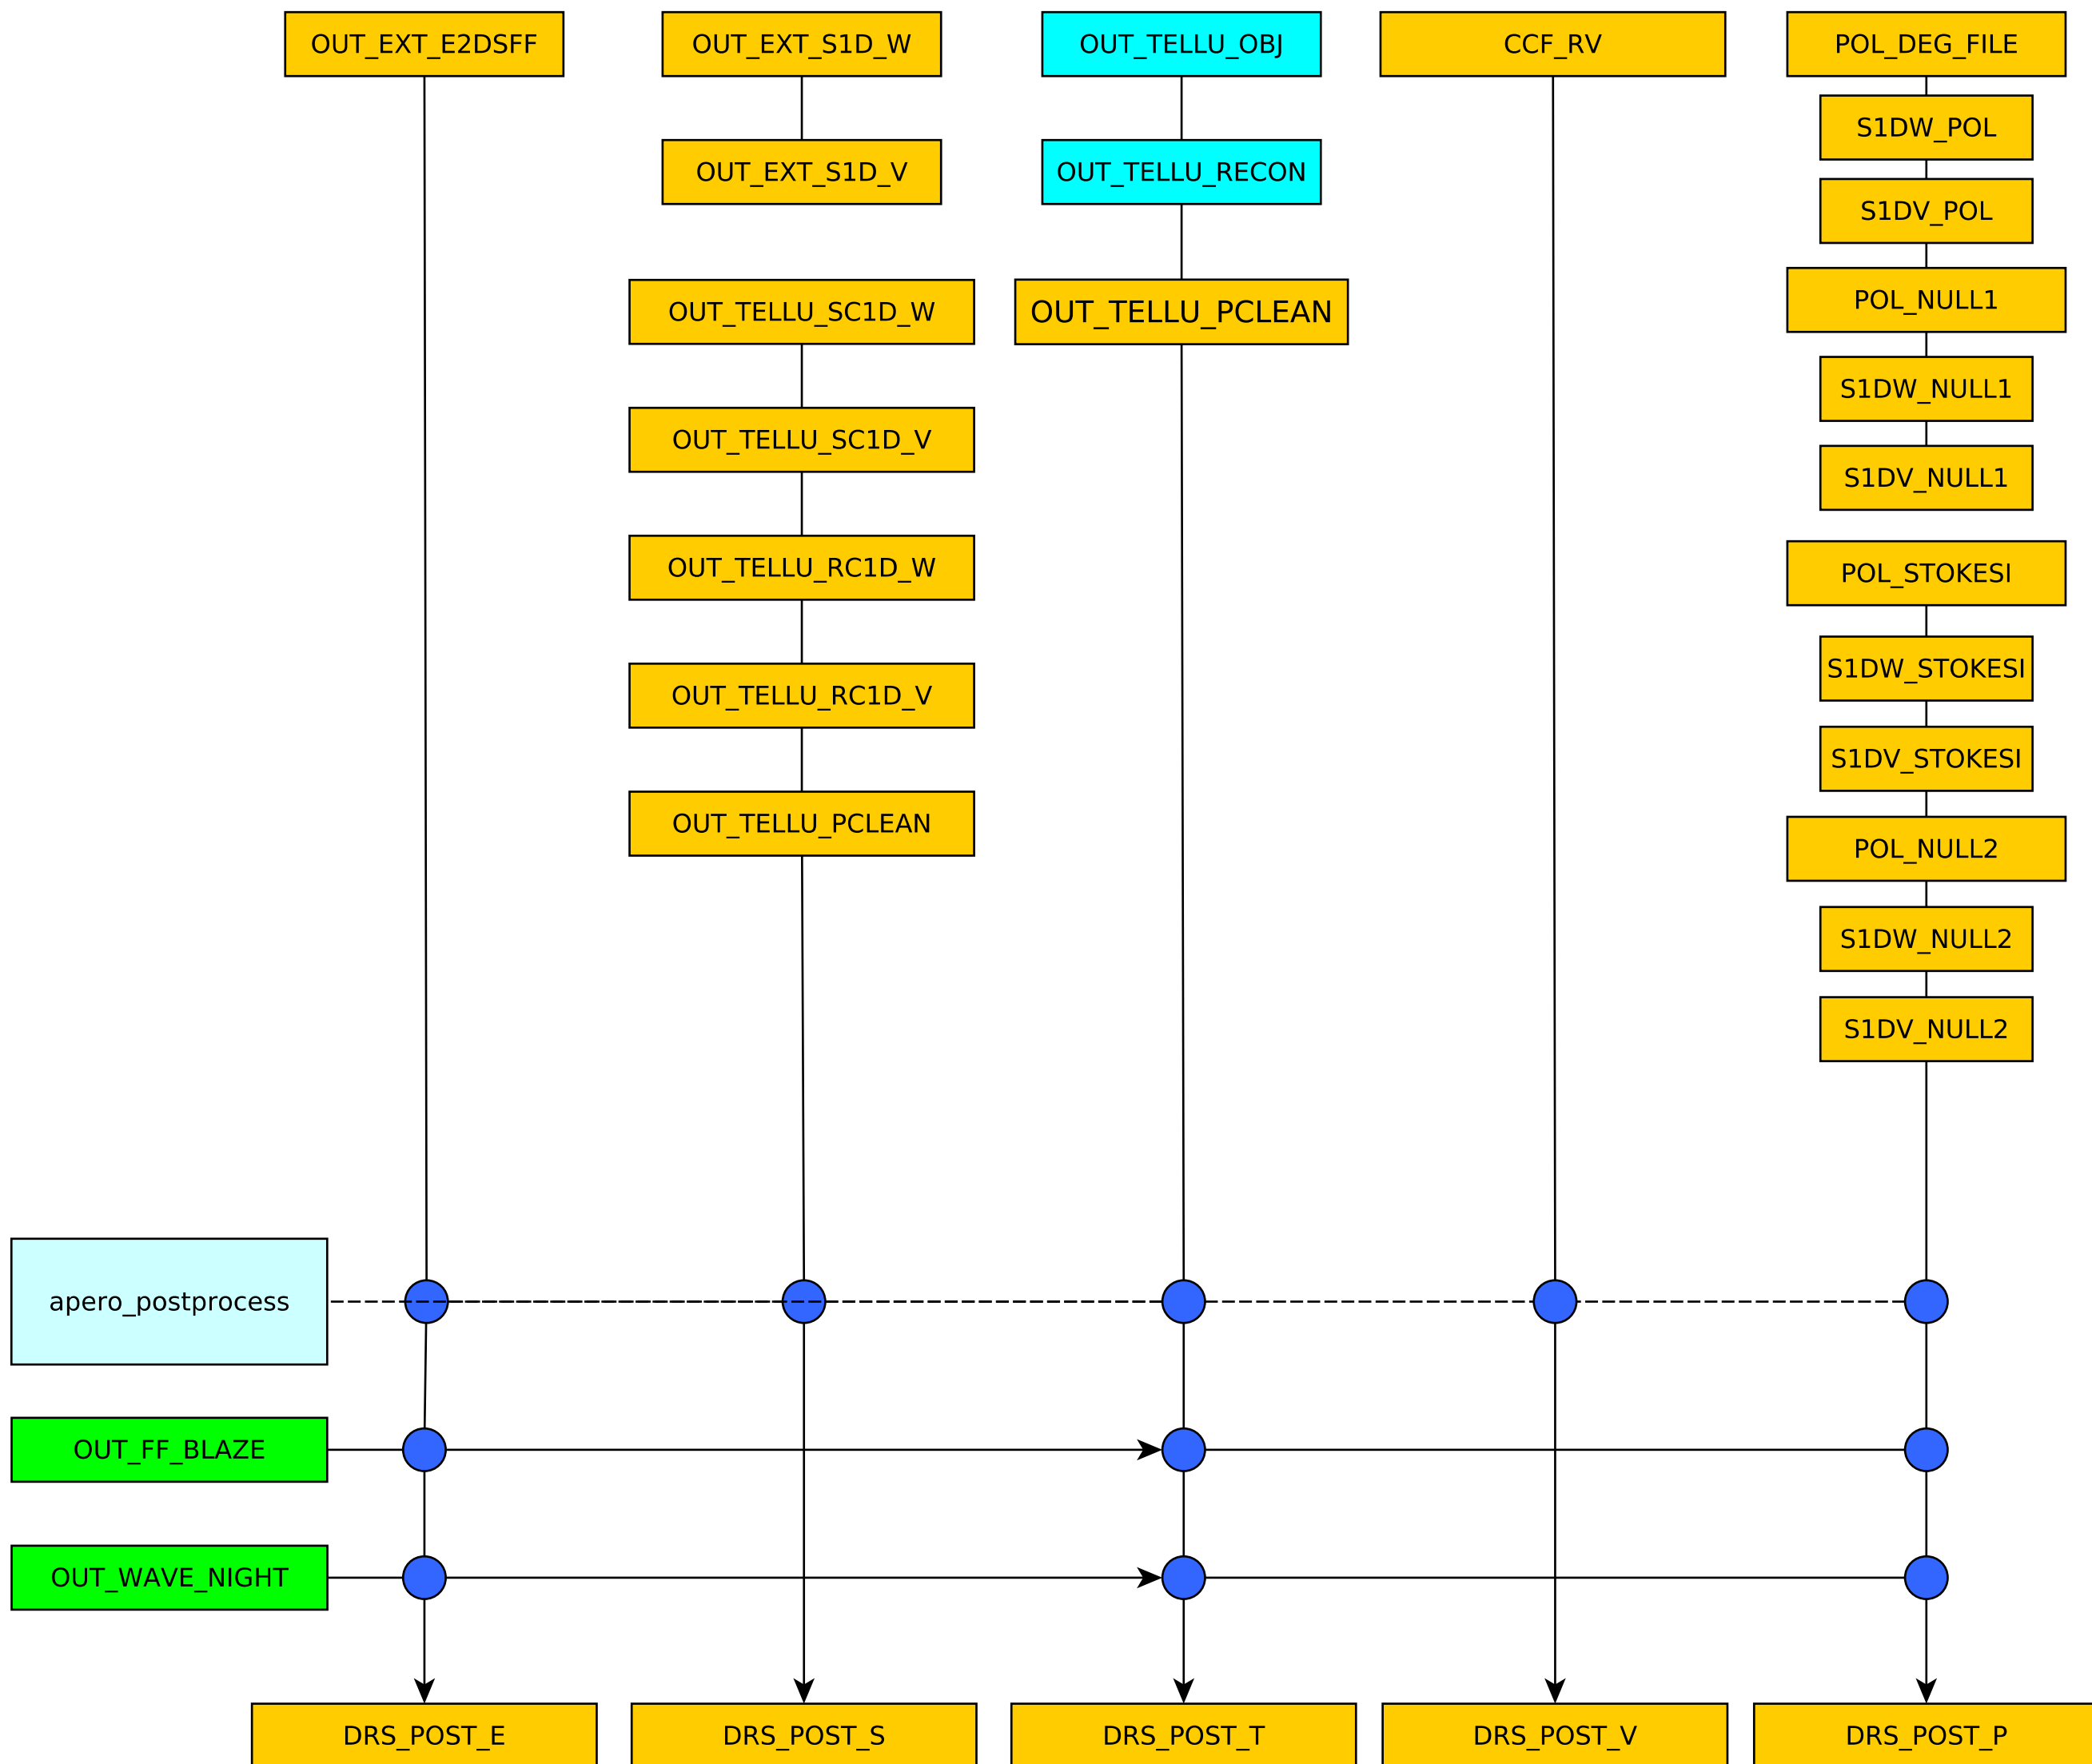 OUT_EXT_E2DSFF
OUT_EXT_S1D_W
OUT_TELLU_OBJ
CCF_RV
POL_DEG_FILE
S1DW_POL
OUT_EXT_S1D_V
OUT_TELLU_RECON
S1DV_POL
OUT_TELLU_SC1D_W
OUT_TELLU_PCLEAN
POL_NULL1
S1DW_NULL1
OUT_TELLU_SC1D_V
S1DV_NULL1
OUT_TELLU_RC1D_W
POL_STOKESI
S1DW_STOKESI
OUT_TELLU_RC1D_V
S1DV_STOKESI
OUT_TELLU_PCLEAN
POL_NULL2
S1DW_NULL2
S1DV_NULL2
apero_postprocess
OUT_FF_BLAZE
OUT_WAVE_NIGHT
DRS_POST_E
DRS_POST_S
DRS_POST_T
DRS_POST_V
DRS_POST_P